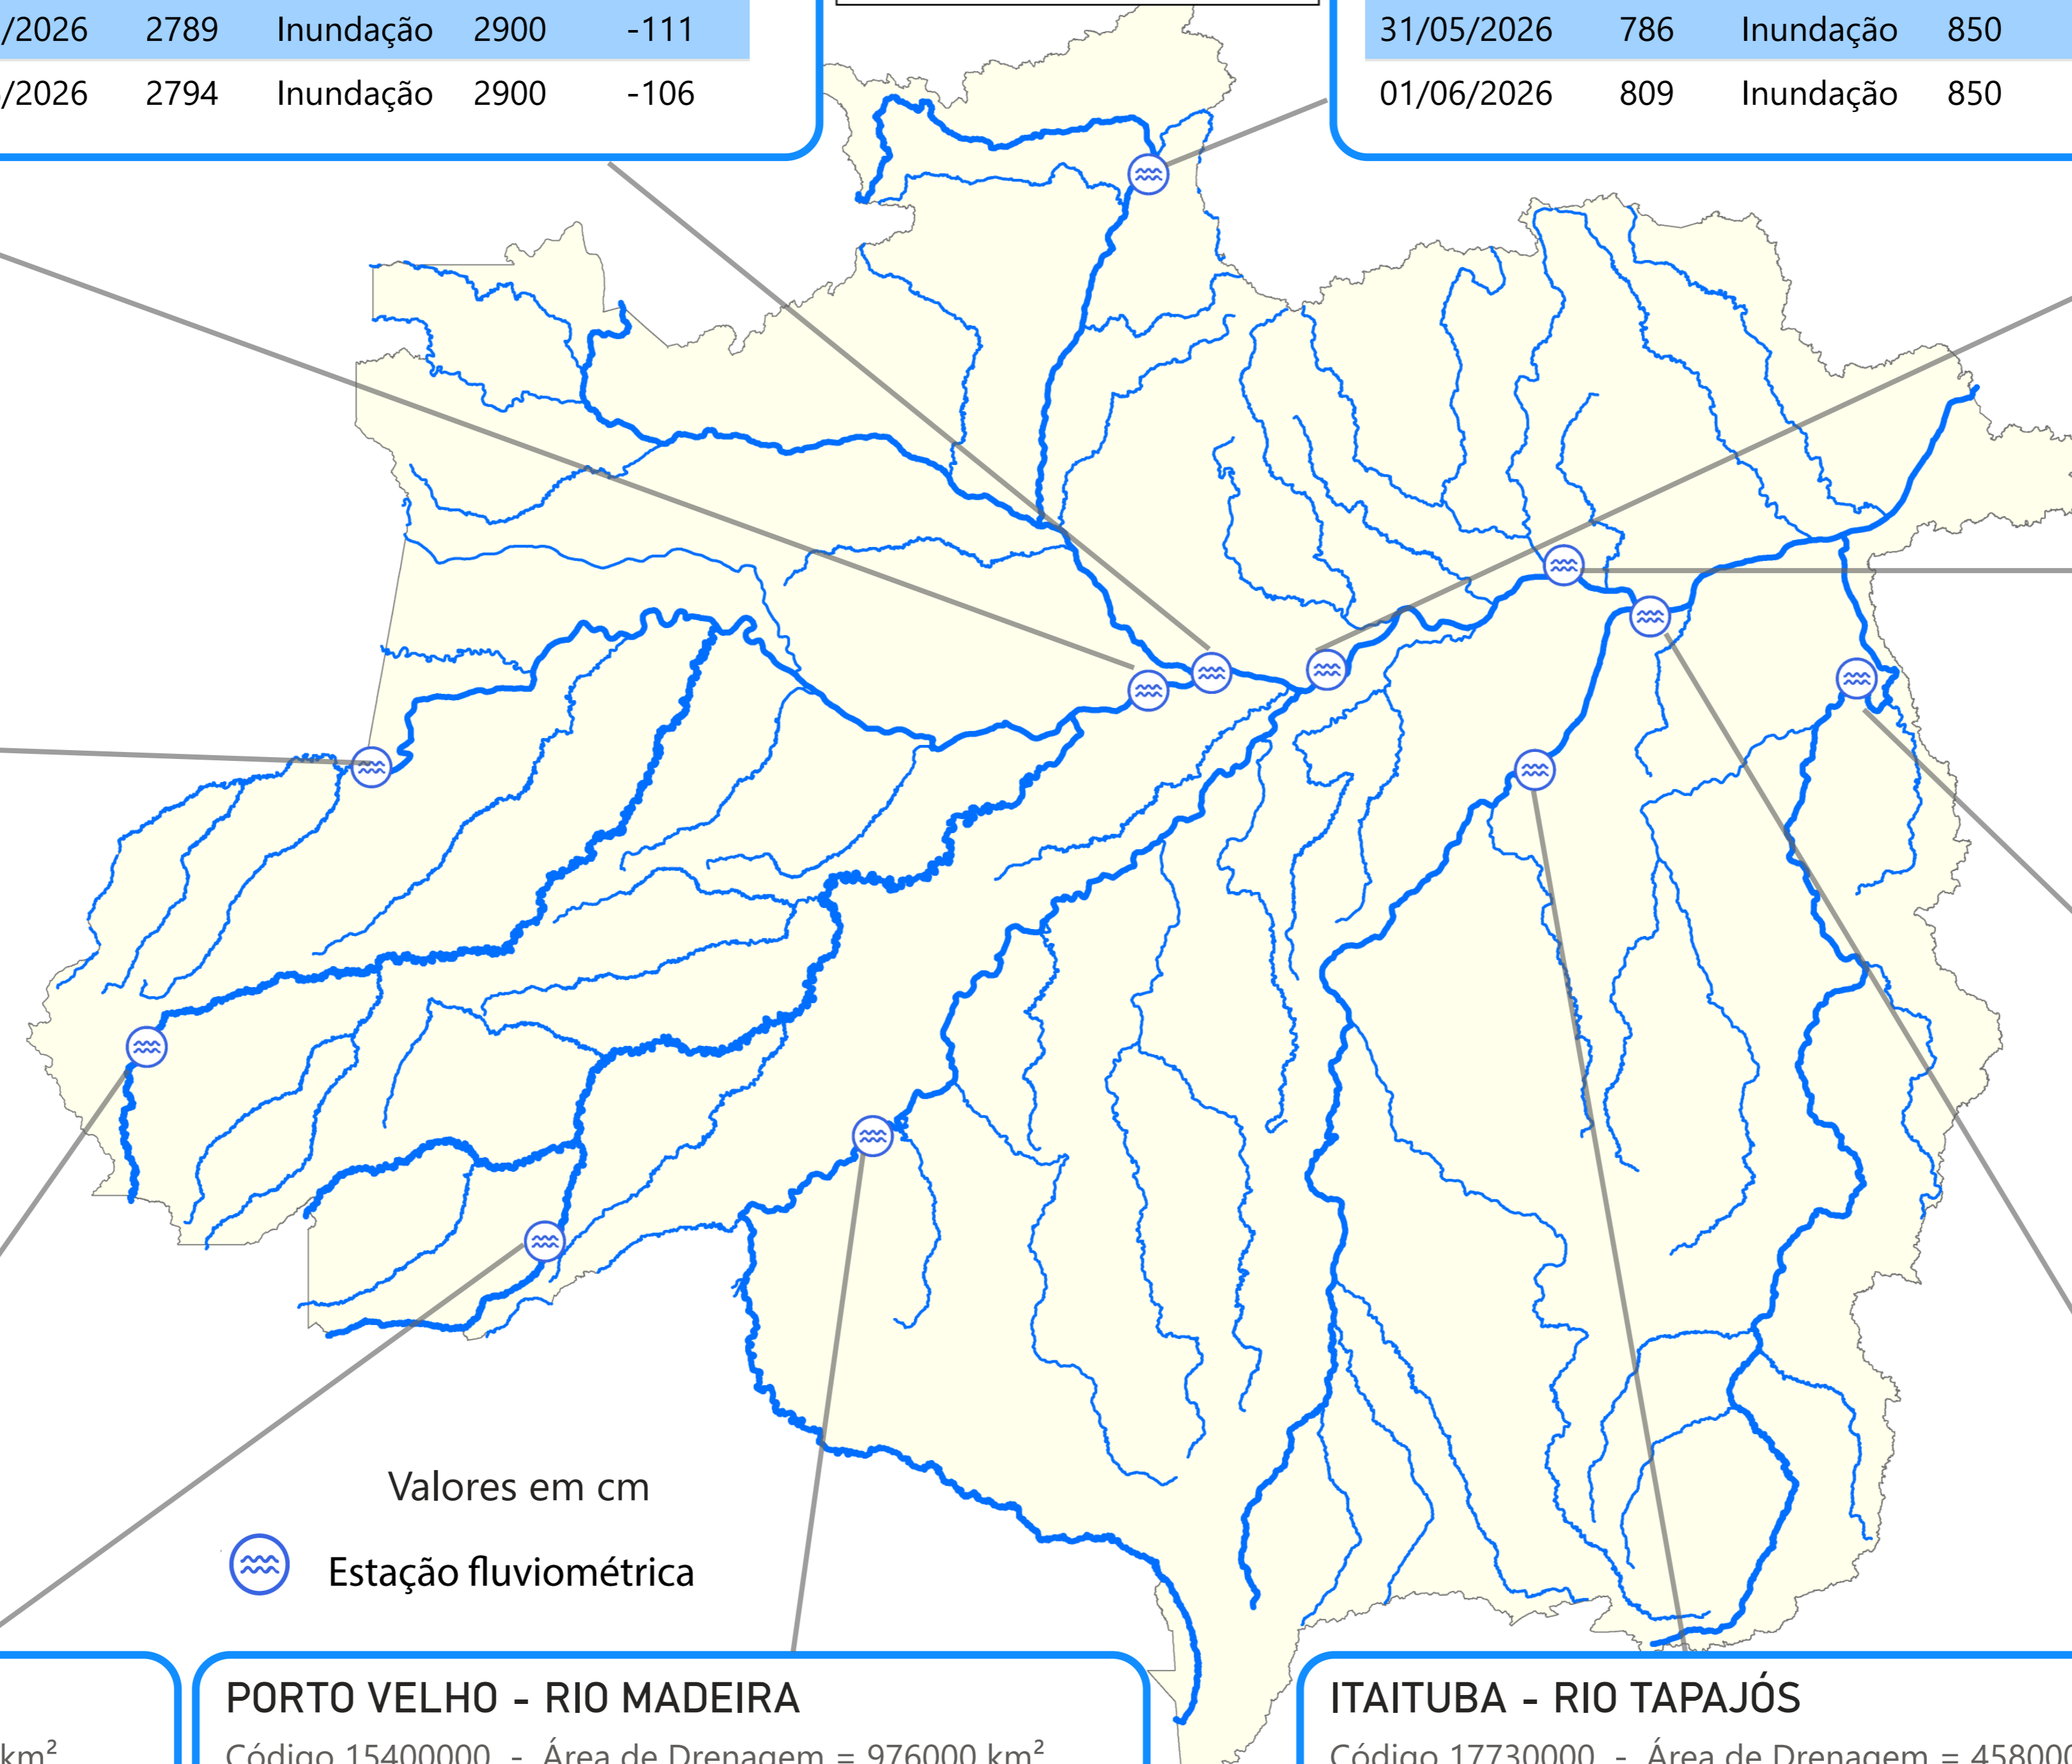 /2026 2789 Inundação 2900 -111
/2026 2794 Inundação 2900 -106
31/05/2026 786 Inundação 850
01/06/2026 809 Inundação 850
Valores em cm
Estação fluviométrica
km²
PORTO VELHO - RIO MADEIRA
Código 15400000 - Área de Drenagem = 976000 km²
ITAITUBA - RIO TAPAJÓS
Código 17730000 - Área de Drenagem = 458000